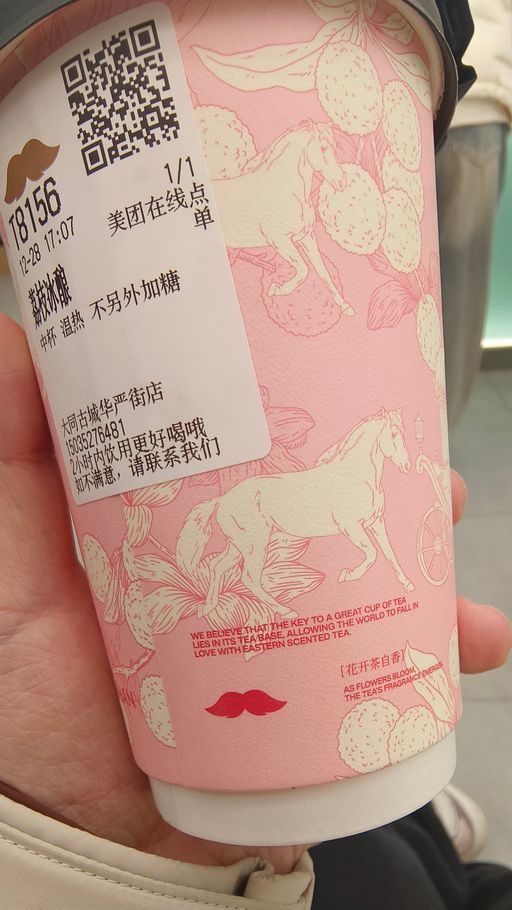 1/1
T8156
美团在线点
单
12-28 17:07
荔枝冰酿
中杯 温热 不另外加糖
大同古城华严街店
15035276481
2小时内饮用更好喝哦
如不满意，请联系我们
WE BELIEVE THAT THE KEY TO A GREAT CUP OF TEA
LIES IN ITS TEA BASE, ALLOWING THE WORLD TO FALL IN
LOVE WITH EASTERN SCENTED TEA.
[花开茶自香]
AS FLOWERS BLOOM,
THE TEA'S FRAGRANCE EMERGES